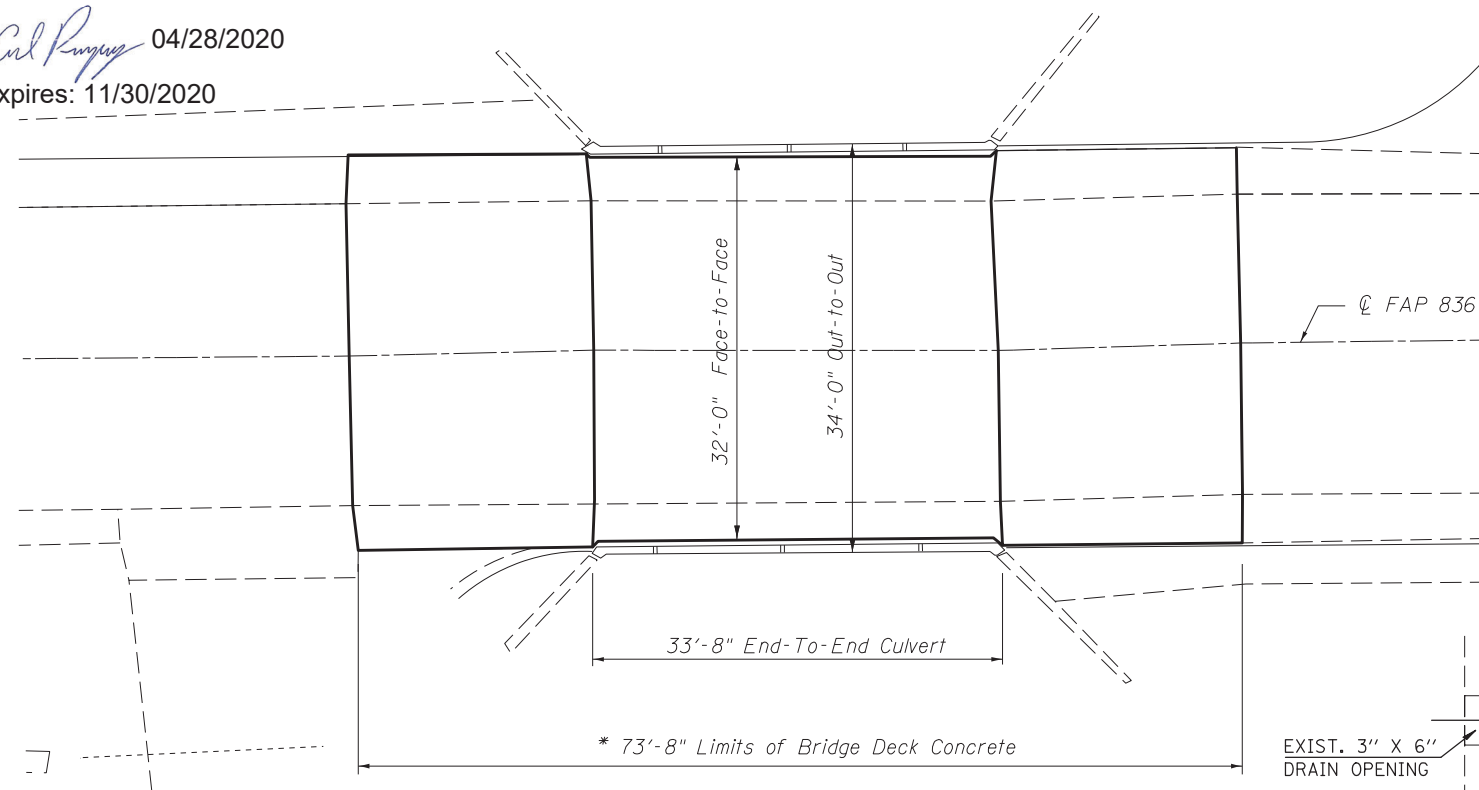 04/28/2020
xpires: 11/30/2020
32'-0" Face-to-Face
34'-0" Out-to-Out
℄ FAP 836
33'-8" End-To-End Culvert
* 73'-8" Limits of Bridge Deck Concrete
EXIST. 3" X 6"
DRAIN OPENING